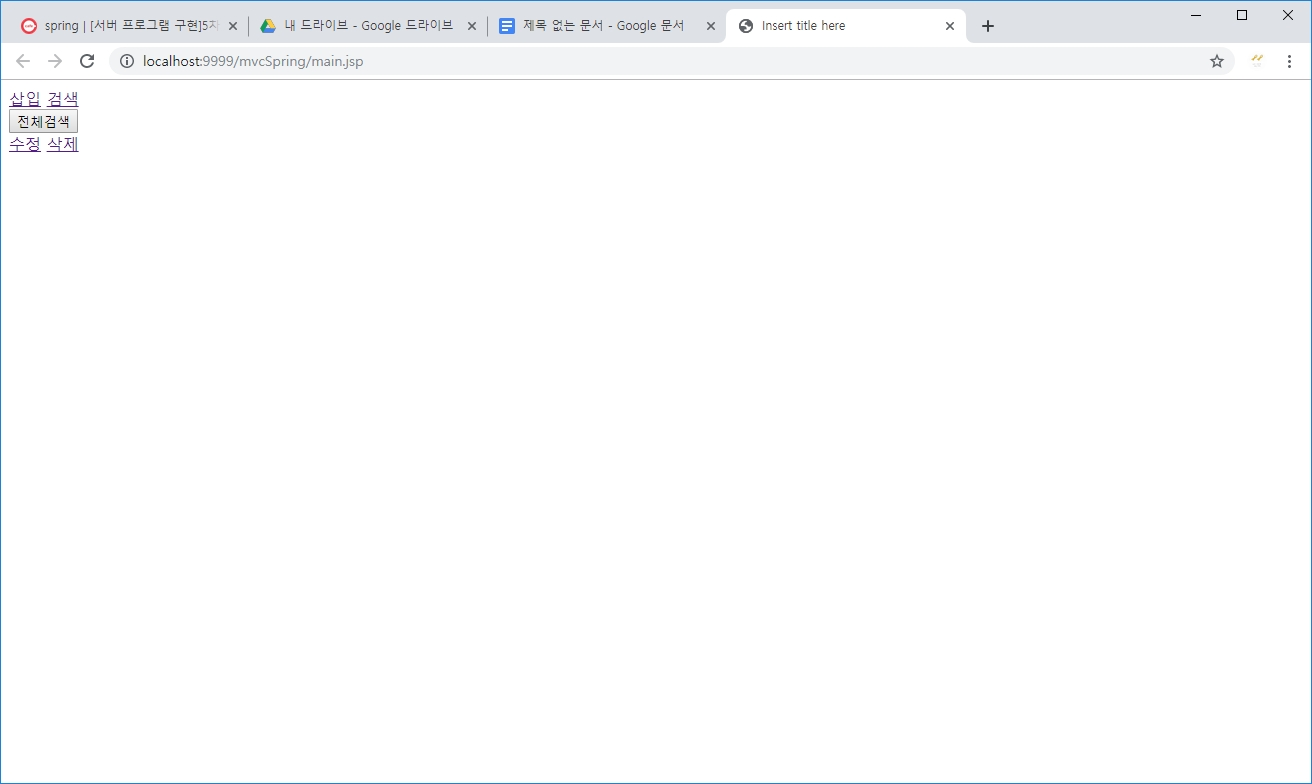 spring | [서버 프로그램 구현]5차
내 드라이브 - Google 드라이브
제목 없는 문서 - Google 문서
Insert title here
localhost:9999/mvcSpring/main.jsp
삽입 검색
전체검색
수정 삭제